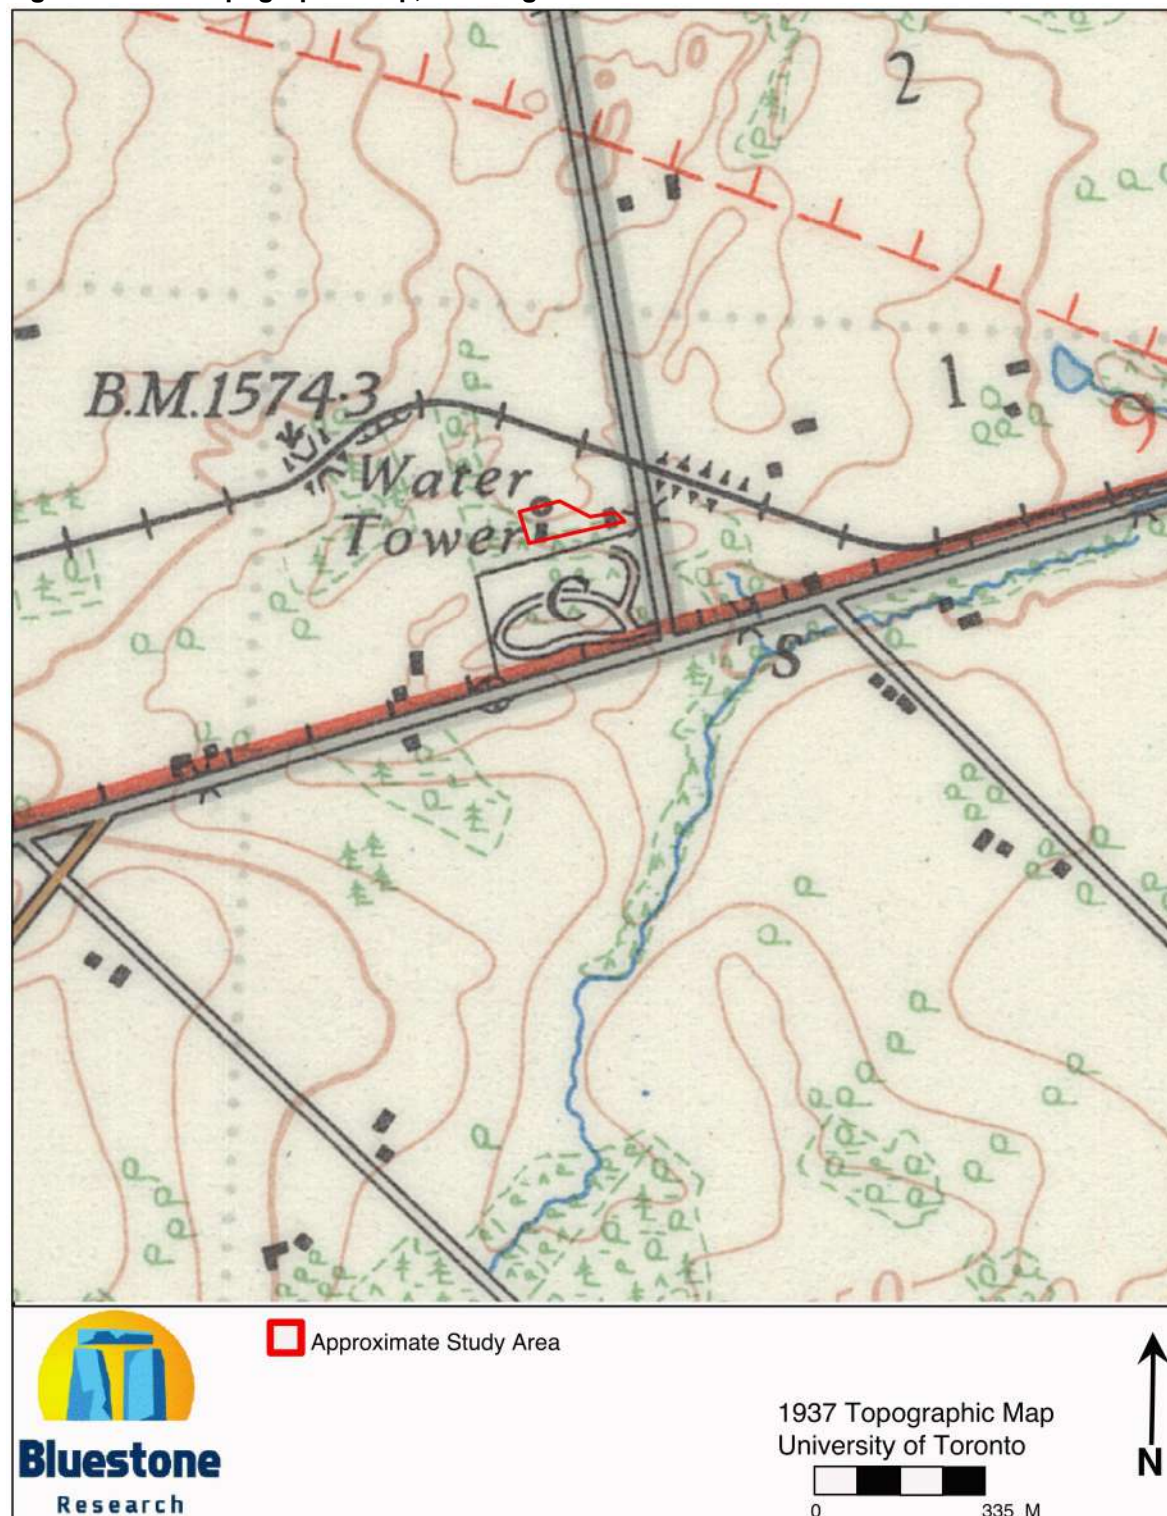 2
B.M.1574·3
1
9
Water
Tower
C
S
Approximate Study Area
1937 Topographic Map
University of Toronto
0 335 M
N
Bluestone
Research